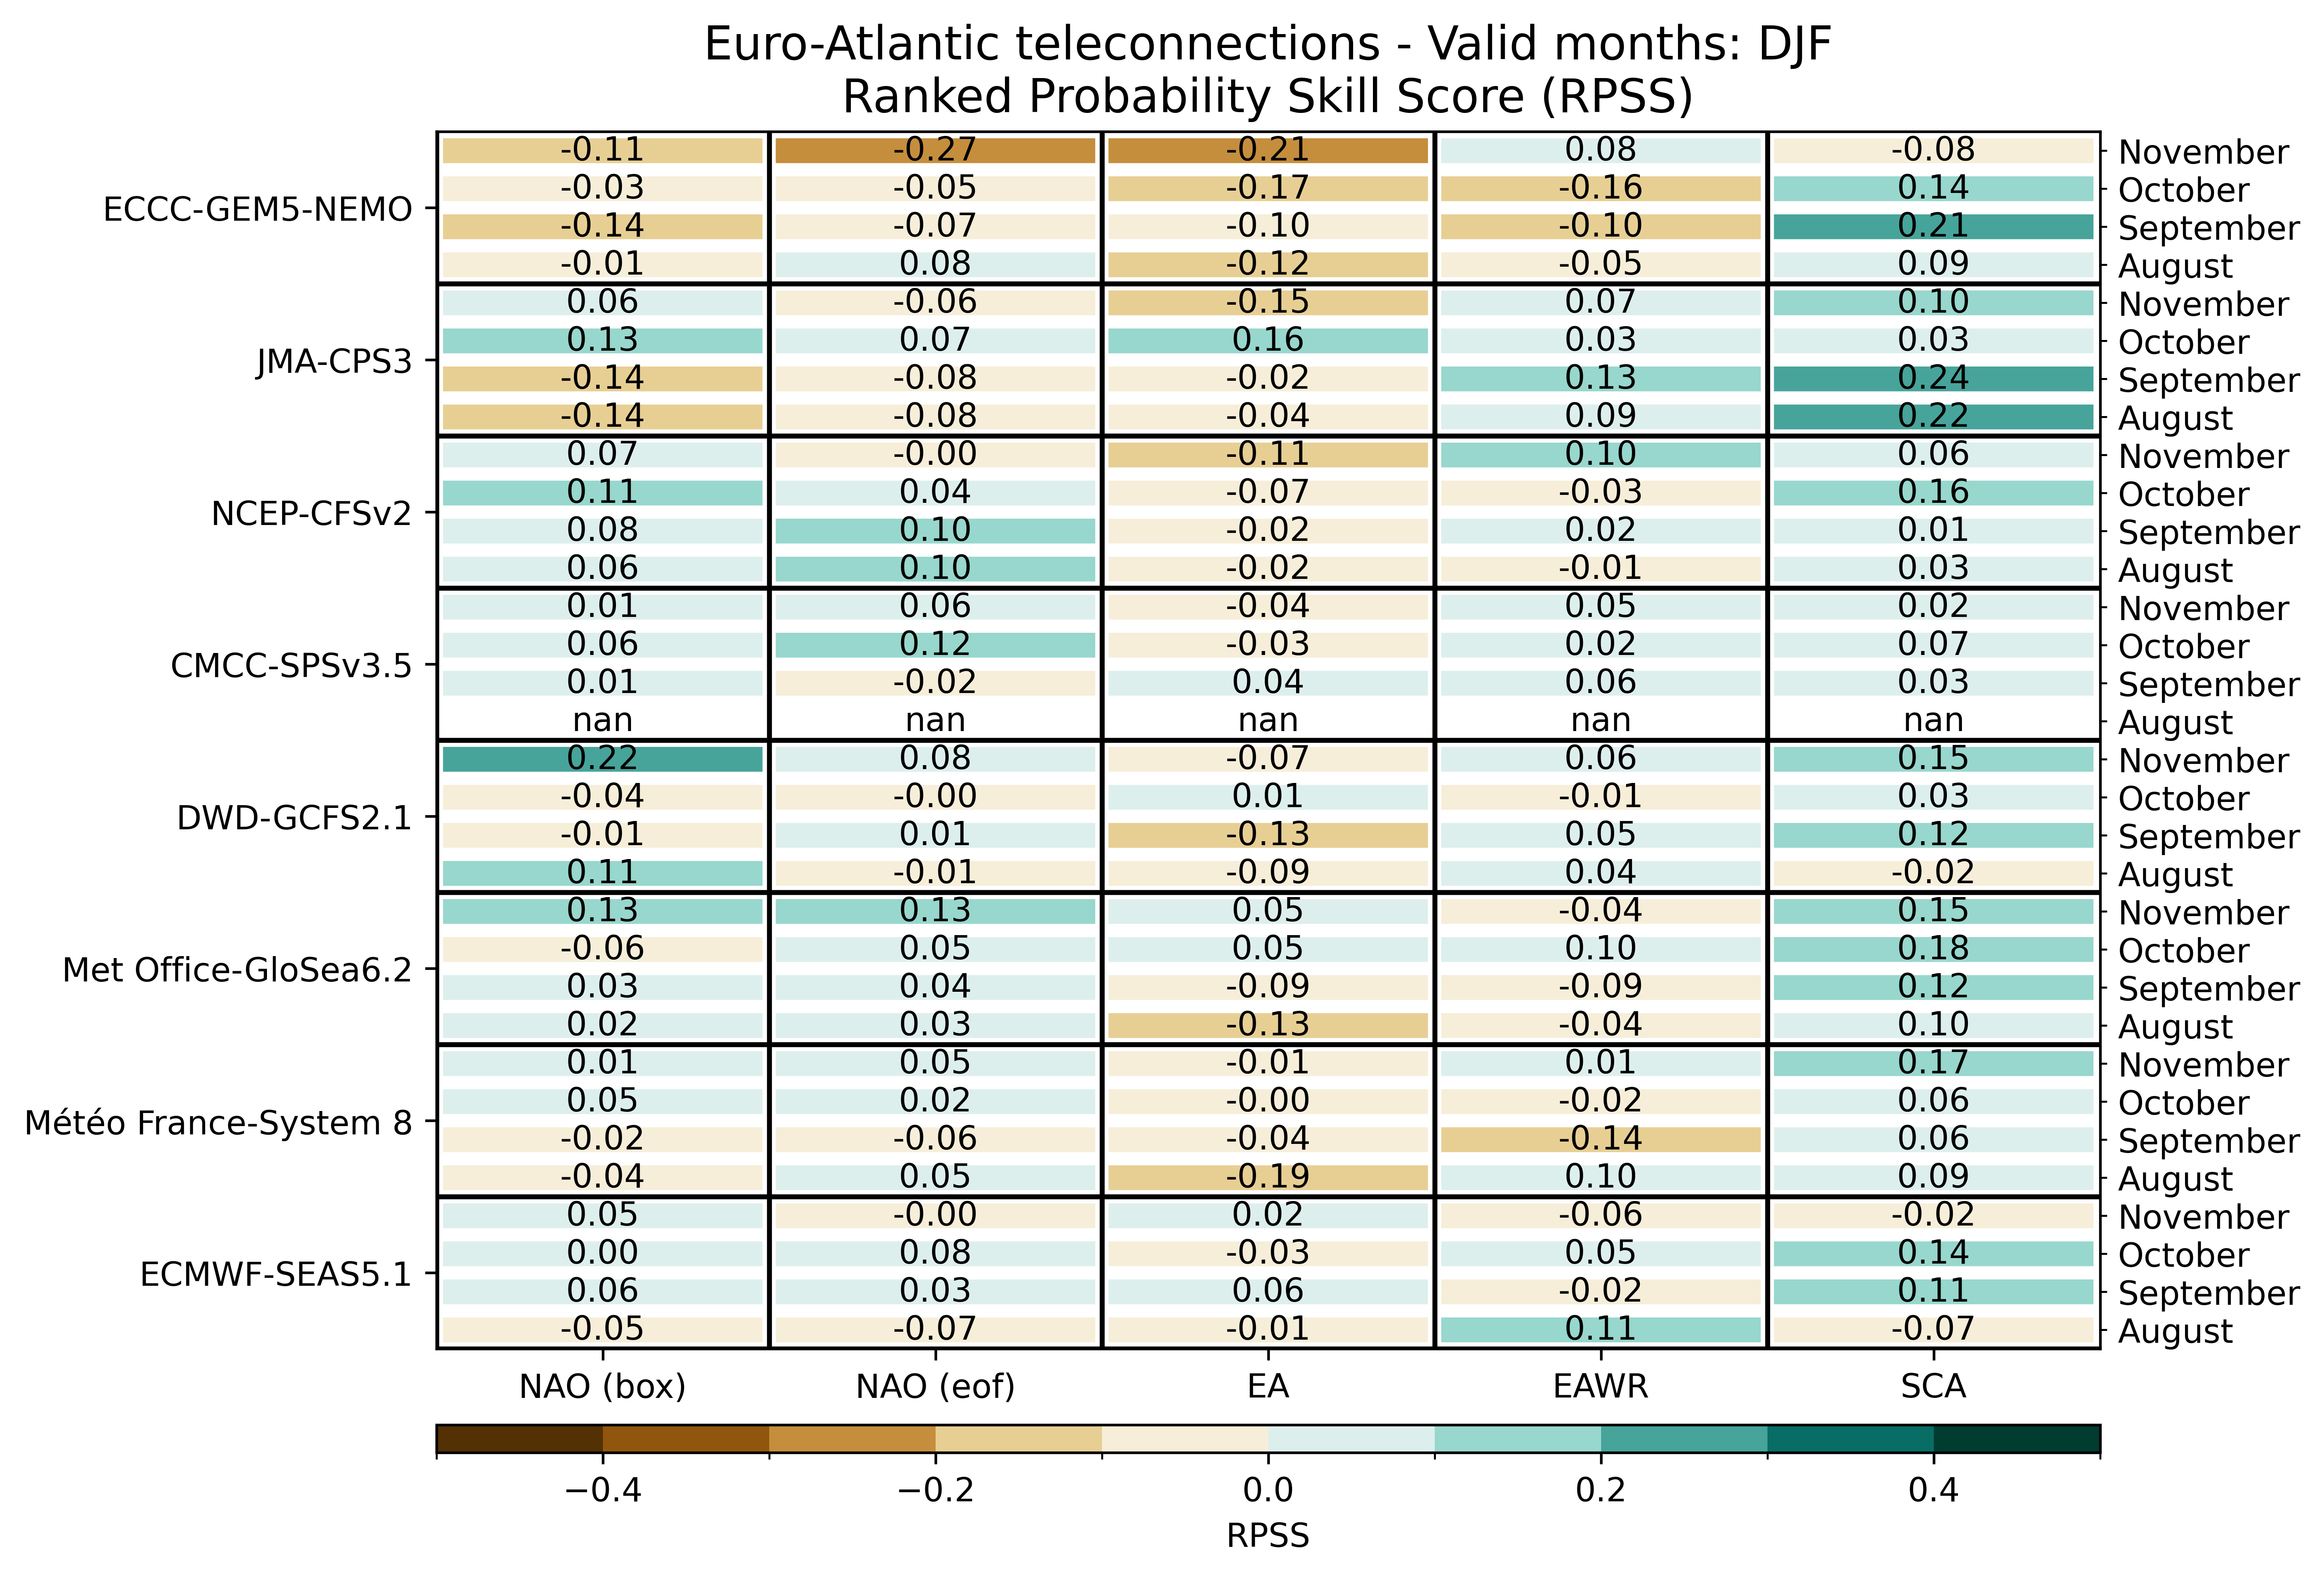 Euro-Atlantic teleconnections - Valid months: DJF
Ranked Probability Skill Score (RPSS)
-0.11 -0.27 -0.21 0.08 -0.08 November
ECCC-GEM5-NEMO
-0.03 -0.05 -0.17 -0.16 0.14 October
-0.14 -0.07 -0.10 -0.10 0.21 September
-0.01 0.08 -0.12 -0.05 0.09 August
0.06 -0.06 -0.15 0.07 0.10 November
JMA-CPS3
0.13 0.07 0.16 0.03 0.03 October
-0.14 -0.08 -0.02 0.13 0.24 September
-0.14 -0.08 -0.04 0.09 0.22 August
0.07 -0.00 -0.11 0.10 0.06 November
NCEP-CFSv2
0.11 0.04 -0.07 -0.03 0.16 October
0.08 0.10 -0.02 0.02 0.01 September
0.06 0.10 -0.02 -0.01 0.03 August
0.01 0.06 -0.04 0.05 0.02 November
CMCC-SPSv3.5
0.06 0.12 -0.03 0.02 0.07 October
0.01 -0.02 0.04 0.06 0.03 September
nan nan nan nan nan August
0.22 0.08 -0.07 0.06 0.15 November
DWD-GCFS2.1
-0.04 -0.00 0.01 -0.01 0.03 October
-0.01 0.01 -0.13 0.05 0.12 September
0.11 -0.01 -0.09 0.04 -0.02 August
0.13 0.13 0.05 -0.04 0.15 November
Met Office-GloSea6.2
-0.06 0.05 0.05 0.10 0.18 October
0.03 0.04 -0.09 -0.09 0.12 September
0.02 0.03 -0.13 -0.04 0.10 August
0.01 0.05 -0.01 0.01 0.17 November
Météo France-System 8
0.05 0.02 -0.00 -0.02 0.06 October
-0.02 -0.06 -0.04 -0.14 0.06 September
-0.04 0.05 -0.19 0.10 0.09 August
0.05 -0.00 0.02 -0.06 -0.02 November
ECMWF-SEAS5.1
0.00 0.08 -0.03 0.05 0.14 October
0.06 0.03 0.06 -0.02 0.11 September
-0.05 -0.07 -0.01 0.11 -0.07 August
NAO (box) NAO (eof) EA EAWR SCA
−0.4 −0.2 0.0 0.2 0.4
RPSS